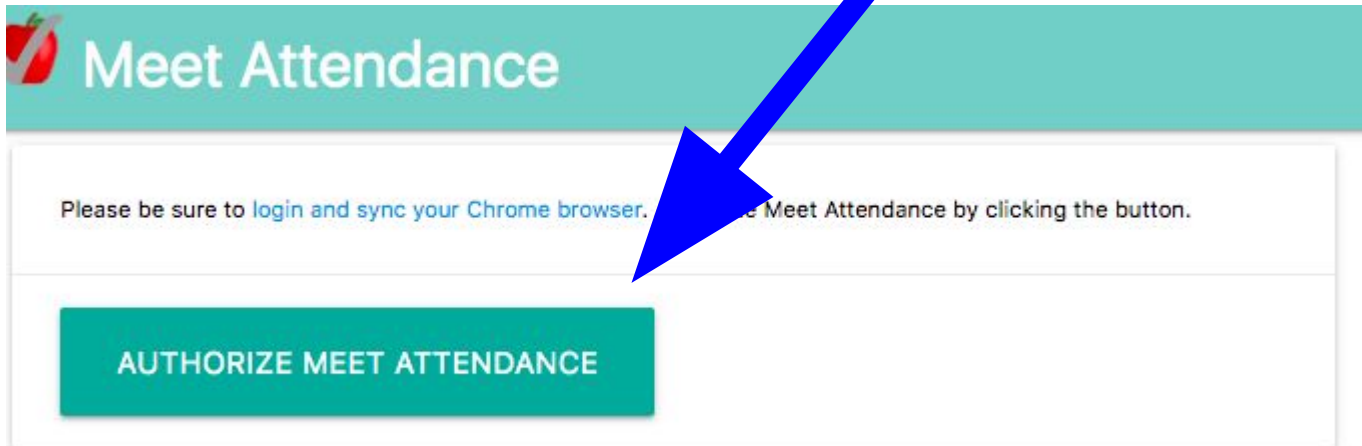 Meet Attendance
Please be sure to login and sync your Chrome browser. Meet Attendance by clicking the button.
AUTHORIZE MEET ATTENDANCE